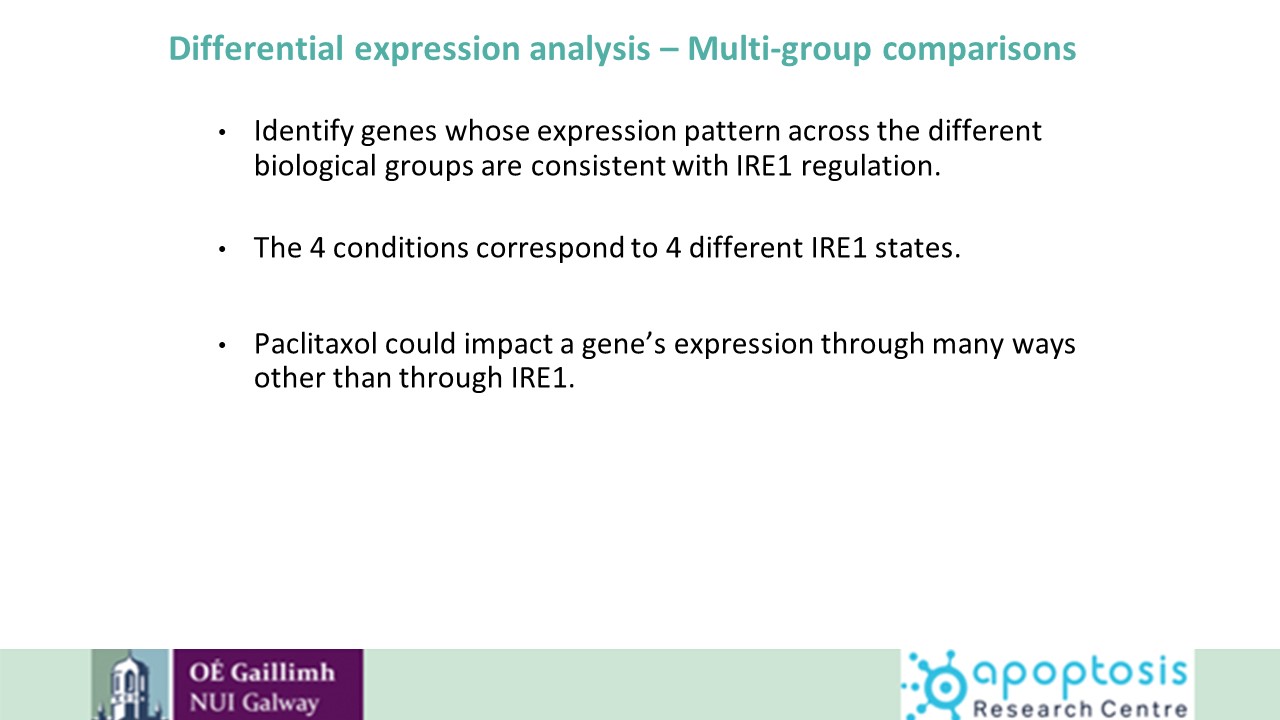 Differential expression analysis – Multi-group comparisons
• Identify genes whose expression pattern across the different
biological groups are consistent with IRE1 regulation.
• The 4 conditions correspond to 4 different IRE1 states.
• Paclitaxol could impact a gene’s expression through many ways
other than through IRE1.
OÉ Gaillimh
NUI Galway
apoptosis
Research Centre